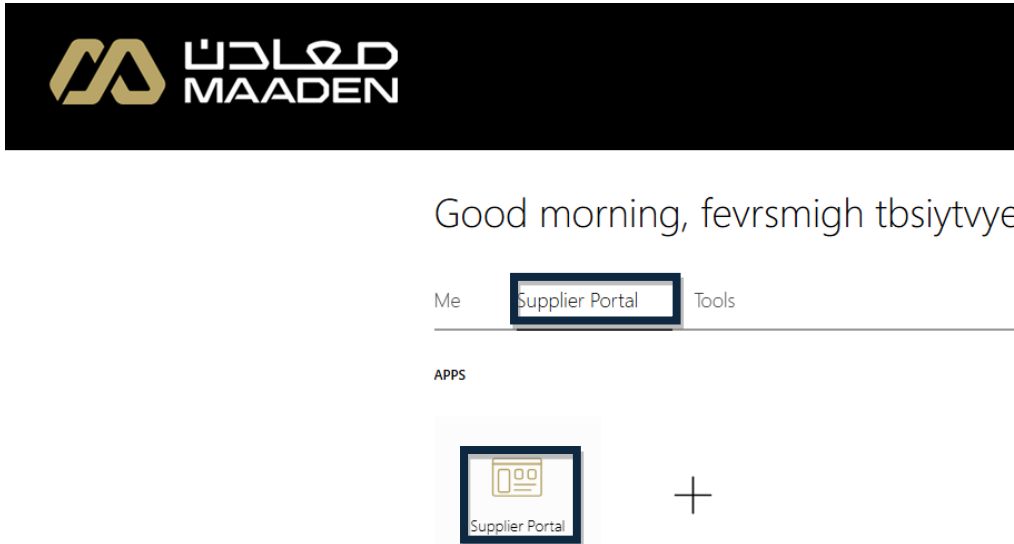 معادن
MAADEN
Good morning, fevrsmigh tbsiytvye
Me Supplier Portal Tools
APPS
Supplier Portal